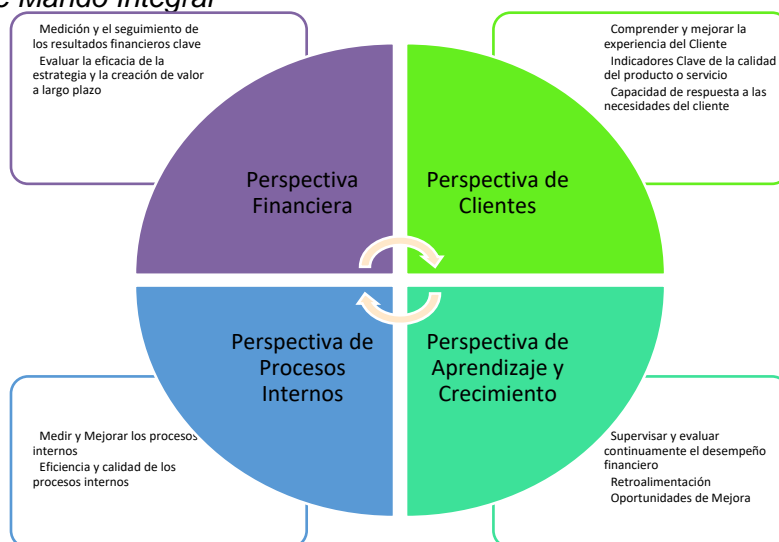 de Mando Integral
Medición y el seguimiento de
los resultados financieros clave
Evaluar la eficacia de la
estrategia y la creación de valor
a largo plazo
Comprender y mejorar la
experiencia del Cliente
Indicadores Clave de la calidad
del producto o servicio
Capacidad de respuesta a las
necesidades del cliente
Perspectiva
Financiera
Perspectiva de
Clientes
Perspectiva de
Procesos
Internos
Perspectiva de
Aprendizaje y
Crecimiento
Medir y Mejorar los procesos
internos
Eficiencia y calidad de los
procesos internos
Supervisar y evaluar
continuamente el desempeño
financiero
Retroalimentación
Oportunidades de Mejora